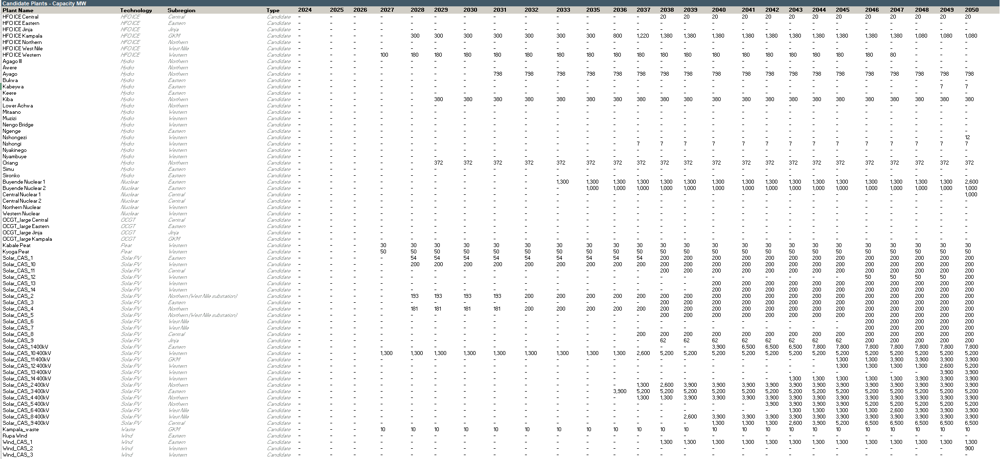 Candidate Plants - Capacity MW
Plant Name Technology Subregion Type 2024 2025 2026 2027 2028 2029 2030 2031 2032 2033 2035 2036 2037 2038 2039 2040 2041 2042 2043 2044 2045 2046 2047 2048 2049 2050
HFO ICE Central HFO ICE Central Candidate - - - - - - - - - - - - - 20 20 20 20 20 20 20 20 20 20 20 20 20
HFO ICE Eastern HFO ICE Eastern Candidate - - - - - - - - - - - - - - - - - - - - - - - - - -
HFO ICE Jinja HFO ICE Jinja Candidate - - - - - - - - - - - - - - - - - - - - - - - - - -
HFO ICE Kampala HFO ICE GKM Candidate - - - - 300 300 300 300 300 300 300 800 1,220 1,380 1,380 1,380 1,380 1,380 1,380 1,380 1,380 1,380 1,380 1,080 1,080 1,080
HFO ICE Northern HFO ICE Northern Candidate - - - - - - - - - - - - - - - - - - - - - - - - - -
HFO ICE West Nile HFO ICE West Nile Candidate - - - - - - - - - - - - - - - - - - - - - - - - - -
HFO ICE Western HFO ICE Western Candidate - - - 100 180 180 180 180 180 180 180 180 180 180 180 180 180 180 180 180 180 180 80 - - -
Agago III Hydro Northern Candidate - - - - - - - - - - - - - - - - - - - - - - - - - -
Awere Hydro Northern Candidate - - - - - - - - - - - - - - - - - - - - - - - - - -
Ayago Hydro Northern Candidate - - - - - - - 798 798 798 798 798 798 798 798 798 798 798 798 798 798 798 798 798 798 798
Bukwa Hydro Eastern Candidate - - - - - - - - - - - - - - - - - - - - - - - - - -
Kabeywa Hydro Eastern Candidate - - - - - - - - - - - - - - - - - - - - - - - - 7 7
Keere Hydro Eastern Candidate - - - - - - - - - - - - - - - - - - - - - - - - - -
Kiba Hydro Northern Candidate - - - - - 380 380 380 380 380 380 380 380 380 380 380 380 380 380 380 380 380 380 380 380 380
Lower Achwa Hydro Northern Candidate - - - - - - - - - - - - - - - - - - - - - - - - - -
Mitaano Hydro Western Candidate - - - - - - - - - - - - - - - - - - - - - - - - - -
Muzizi Hydro Western Candidate - - - - - - - - - - - - - - - - - - - - - - - - - -
Nengo Bridge Hydro Western Candidate - - - - - - - - - - - - - - - - - - - - - - - - - -
Ngenge Hydro Eastern Candidate - - - - - - - - - - - - - - - - - - - - - - - - - -
Nshongezi Hydro Western Candidate - - - - - - - - - - - - - - - - - - - - - - - - - 12
Nshongi Hydro Western Candidate - - - - - - - - - - - - 7 7 7 7 7 7 7 7 7 7 7 7 7 7
Nyakinego Hydro Western Candidate - - - - - - - - - - - - - - - - - - - - - - - - - -
Nyambuye Hydro Western Candidate - - - - - - - - - - - - - - - - - - - - - - - - - -
Oriang Hydro Northern Candidate - - - - - 372 372 372 372 372 372 372 372 372 372 372 372 372 372 372 372 372 372 372 372 372
Simu Hydro Eastern Candidate - - - - - - - - - - - - - - - - - - - - - - - - - -
Sironko Hydro Eastern Candidate - - - - - - - - - - - - - - - - - - - - - - - - - -
Buyende Nuclear 1 Nuclear Eastern Candidate - - - - - - - - - 1,300 1,300 1,300 1,300 1,300 1,300 1,300 1,300 1,300 1,300 1,300 1,300 1,300 1,300 1,300 1,300 2,600
Buyende Nuclear 2 Nuclear Eastern Candidate - - - - - - - - - - 1,000 1,000 1,000 1,000 1,000 1,000 1,000 1,000 1,000 1,000 1,000 1,000 1,000 1,000 1,000 1,000
Central Nuclear 1 Nuclear Central Candidate - - - - - - - - - - - - - - - - - - - - - - - - - 1,000
Central Nuclear 2 Nuclear Central Candidate - - - - - - - - - - - - - - - - - - - - - - - - - -
Northern Nuclear Nuclear Western Candidate - - - - - - - - - - - - - - - - - - - - - - - - - -
Western Nuclear Nuclear Western Candidate - - - - - - - - - - - - - - - - - - - - - - - - - -
OCGT_large Central OCGT Central Candidate - - - - - - - - - - - - - - - - - - - - - - - - - -
OCGT_large Eastern OCGT Eastern Candidate - - - - - - - - - - - - - - - - - - - - - - - - - -
OCGT_large Jinja OCGT Jinja Candidate - - - - - - - - - - - - - - - - - - - - - - - - - -
OCGT_large Kampala OCGT GKM Candidate - - - - - - - - - - - - - - - - - - - - - - - - - -
Kabale Peat Peat Western Candidate - - - 30 30 30 30 30 30 30 30 30 30 30 30 30 30 30 30 30 30 30 30 30 30 30
Kyoga Peat Peat Western Candidate - - - 50 50 50 50 50 50 50 50 50 50 50 50 50 50 50 50 50 50 50 50 50 50 50
Solar_CAS_1 Solar PV Eastern Candidate - - - - 54 54 54 54 54 54 54 54 54 200 200 200 200 200 200 200 200 200 200 200 200 200
Solar_CAS_10 Solar PV Western Candidate - - - - 200 200 200 200 200 200 200 200 200 200 200 200 200 200 200 200 200 200 200 200 200 200
Solar_CAS_11 Solar PV Central Candidate - - - - - - - - - - - - - 200 200 200 200 200 200 200 200 200 200 200 200 200
Solar_CAS_12 Solar PV Western Candidate - - - - - - - - - - - - - - - - - - - - - 50 50 50 50 200
Solar_CAS_13 Solar PV Western Candidate - - - - - - - - - - - - - - - 200 200 200 200 200 200 200 200 200 200 200
Solar_CAS_14 Solar PV Western Candidate - - - - - - - - - - - - - - - 200 200 200 200 200 200 200 200 200 200 200
Solar_CAS_2 Solar PV Northern (West Nile substation) Candidate - - - - 193 193 193 193 200 200 200 200 200 200 200 200 200 200 200 200 200 200 200 200 200 200
Solar_CAS_3 Solar PV Eastern Candidate - - - - - - - - - - - - - 200 200 200 200 200 200 200 200 200 200 200 200 200
Solar_CAS_4 Solar PV Northern Candidate - - - - 181 181 181 181 200 200 200 200 200 200 200 200 200 200 200 200 200 200 200 200 200 200
Solar_CAS_5 Solar PV Northern (West Nile substation) Candidate - - - - - - - - - - - - - 200 200 200 200 200 200 200 200 200 200 200 200 200
Solar_CAS_6 Solar PV West Nile Candidate - - - - - - - - - - - - - - - - - - - - - 200 200 200 200 200
Solar_CAS_7 Solar PV West Nile Candidate - - - - - - - - - - - - - - - - - - - - - 200 200 200 200 200
Solar_CAS_8 Solar PV Central Candidate - - - - - - - - - - - - 200 200 200 200 200 200 200 200 200 200 200 200 200 200
Solar_CAS_9 Solar PV Jinja Candidate - - - - - - - - - - - - - 62 62 62 62 62 62 62 62 200 200 200 200 200
Solar_CAS_1 400kV Solar PV Eastern Candidate - - - - - - - - - - - - - - - 3,900 6,500 6,500 6,500 7,800 7,800 7,800 7,800 7,800 7,800 7,800
Solar_CAS_10 400kV Solar PV Western Candidate - - - 1,300 1,300 1,300 1,300 1,300 1,300 1,300 1,300 1,300 2,600 5,200 5,200 5,200 5,200 5,200 5,200 5,200 5,200 5,200 5,200 5,200 5,200 5,200
Solar_CAS_11 400kV Solar PV GKM Candidate - - - - - - - - - - - - - - - - - - - - 1,300 1,300 3,900 3,900 3,900 3,900
Solar_CAS_12 400kV Solar PV Western Candidate - - - - - - - - - - - - - - - - - - - - 1,300 1,300 1,300 1,300 2,600 5,200
Solar_CAS_13 400kV Solar PV Western Candidate - - - - - - - - - - - - - - - - - - - - - - - - 3,900 3,900
Solar_CAS_14 400kV Solar PV Western Candidate - - - - - - - - - - - - - - - - - - 1,300 1,300 1,300 1,300 1,300 3,900 3,900 3,900
Solar_CAS_2 400kV Solar PV Northern Candidate - - - - - - - - - - - - 1,300 2,600 3,900 3,900 3,900 3,900 3,900 3,900 3,900 3,900 3,900 3,900 3,900 3,900
Solar_CAS_3 400kV Solar PV Eastern Candidate - - - - - - - - - - - 3,900 5,200 5,200 5,200 5,200 5,200 5,200 5,200 5,200 5,200 5,200 5,200 5,200 5,200 5,200
Solar_CAS_4 400kV Solar PV Northern Candidate - - - - - - - - - - - - 1,300 1,300 3,900 3,900 3,900 3,900 3,900 3,900 3,900 3,900 3,900 3,900 3,900 3,900
Solar_CAS_5 400kV Solar PV Northern Candidate - - - - - - - - - - - - - - - - - 3,900 3,900 3,900 3,900 5,200 5,200 5,200 5,200 5,200
Solar_CAS_6 400kV Solar PV West Nile Candidate - - - - - - - - - - - - - - - - - - 1,300 1,300 1,300 1,300 2,600 3,900 3,900 3,900
Solar_CAS_8 400kV Solar PV West Nile Candidate - - - - - - - - - - - - - - 2,600 3,900 3,900 3,900 3,900 3,900 3,900 3,900 3,900 3,900 3,900 3,900
Solar_CAS_9 400kV Solar PV Central Candidate - - - - - - - - - - - - - - - 1,300 1,300 1,300 2,600 3,900 5,200 6,500 6,500 6,500 6,500 6,500
Kampala_waste Waste GKM Candidate - - - 10 10 10 10 10 10 10 10 10 10 10 10 10 10 10 10 10 10 10 10 10 10 10
Rupa Wind Wind Eastern Candidate - - - - - - - - - - - - - - - - - - - - - - - - - -
Wind_CAS_1 Wind Eastern Candidate - - - - - - - - - - - - - 1,300 1,300 1,300 1,300 1,300 1,300 1,300 1,300 1,300 1,300 1,300 1,300 1,300
Wind_CAS_2 Wind Western Candidate - - - - - - - - - - - - - - - - - - - - - - - - - 900
Wind_CAS_3 Wind Western Candidate - - - - - - - - - - - - - - - - - - - - - - - - - -